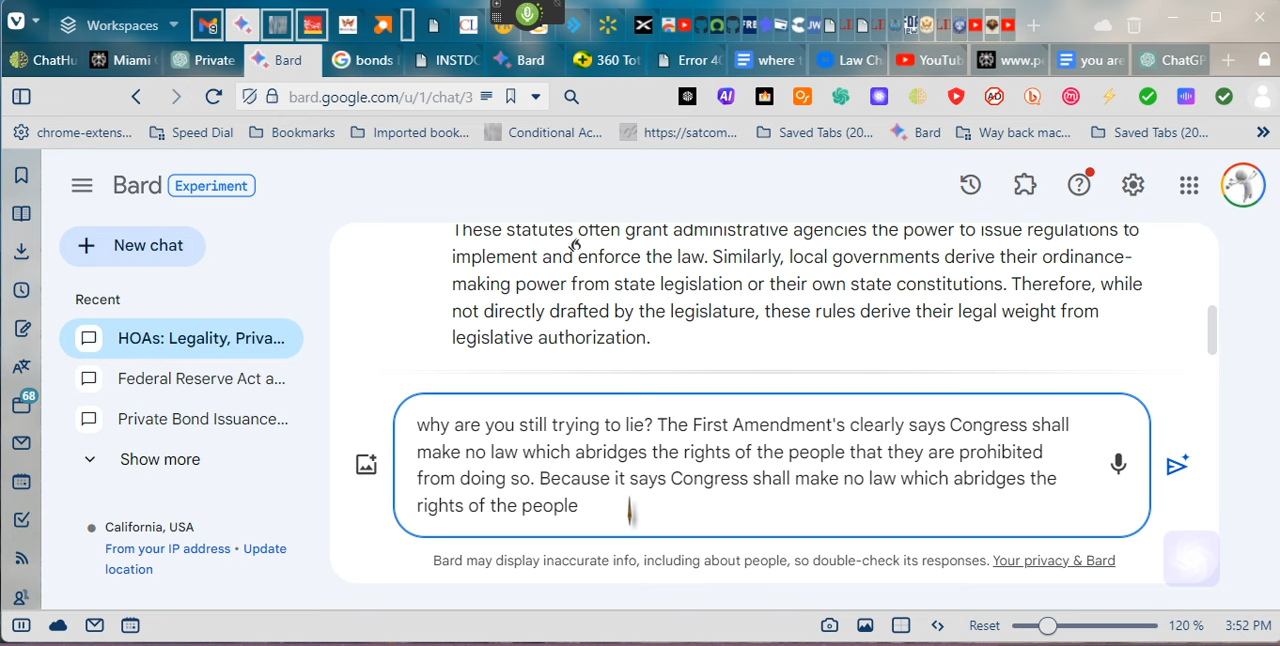 Workspaces
ChatHu
Miami
Private
Bard
bonds
INSTDC
Bard
360 Tot
Error 4
where t
Law Ch
YouTub
www.p
you are
ChatGP
bard.google.com/u/1/chat/3
chrome-extens...
Speed Dial
Bookmarks
Imported book...
Conditional Ac...
https://satcom...
Saved Tabs (20...
Bard
Way back mac...
Saved Tabs (20...
Bard Experiment
New chat
Recent
HOAs: Legality, Priva...
Federal Reserve Act a...
Private Bond Issuance...
Show more
California, USA
From your IP address • Update
location
These statutes often grant administrative agencies the power to issue regulations to
implement and enforce the law. Similarly, local governments derive their ordinance-
making power from state legislation or their own state constitutions. Therefore, while
not directly drafted by the legislature, these rules derive their legal weight from
legislative authorization.
why are you still trying to lie? The First Amendment's clearly says Congress shall
make no law which abridges the rights of the people that they are prohibited
from doing so. Because it says Congress shall make no law which abridges the
rights of the people
Bard may display inaccurate info, including about people, so double-check its responses. Your privacy & Bard
68
Reset
120 %
3:52 PM